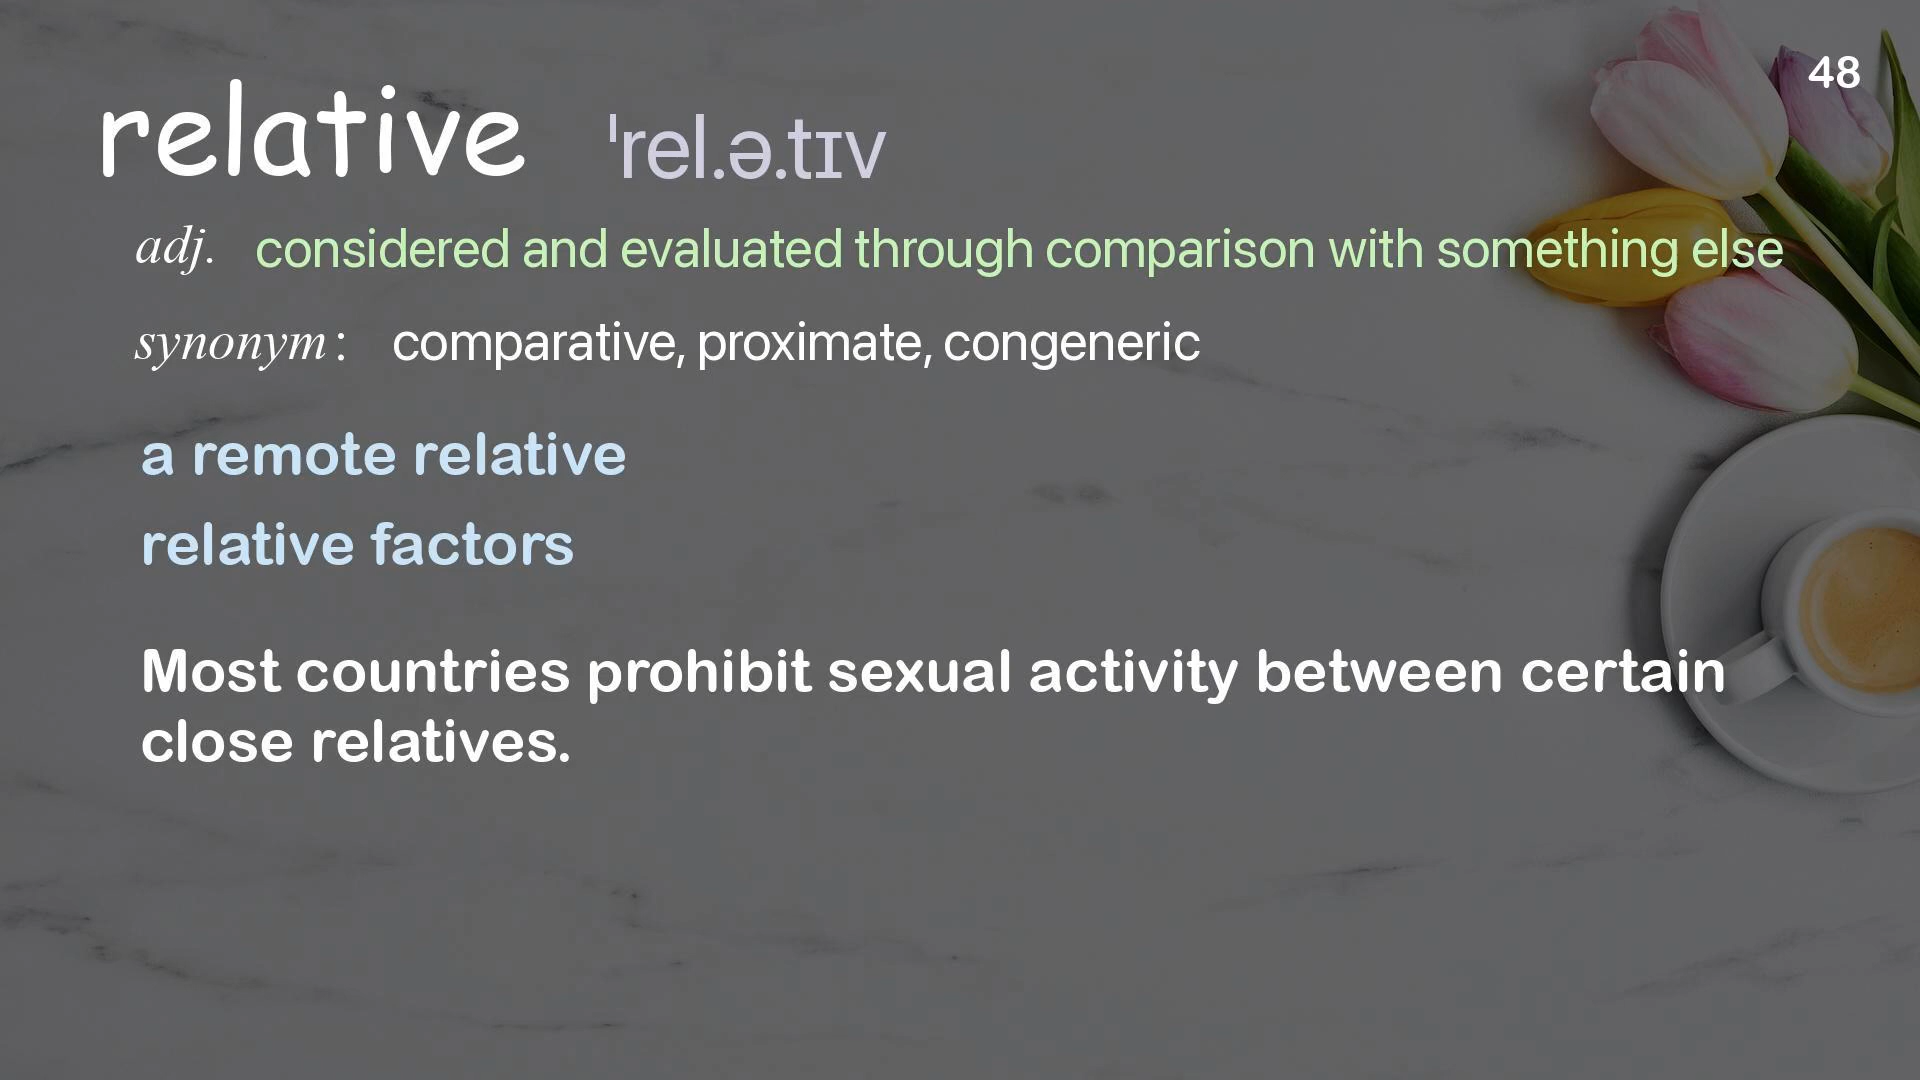 48
relative ˈrel.ə.tɪv
adj. considered and evaluated through comparison with something else
synonym: comparative, proximate, congeneric
a remote relative
relative factors
Most countries prohibit sexual activity between certain
close relatives.